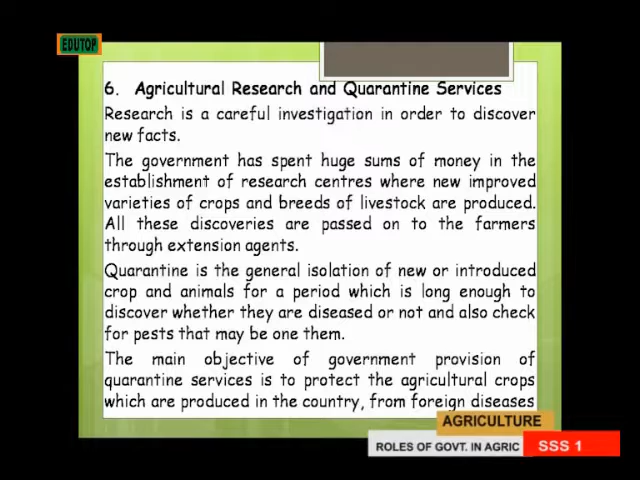 EDUTOP
6. Agricultural Research and Quarantine Services
Research is a careful investigation in order to discover
new facts.
The government has spent huge sums of money in the
establishment of research centres where new improved
varieties of crops and breeds of livestock are produced.
All these discoveries are passed on to the farmers
through extension agents.
Quarantine is the general isolation of new or introduced
crop and animals for a period which is long enough to
discover whether they are diseased or not and also check
for pests that may be one them.
The main objective of government provision of
quarantine services is to protect the agricultural crops
which are produced in the country, from foreign diseases
AGRICULTURE
ROLES OF GOVT. IN AGRIC SSS 1